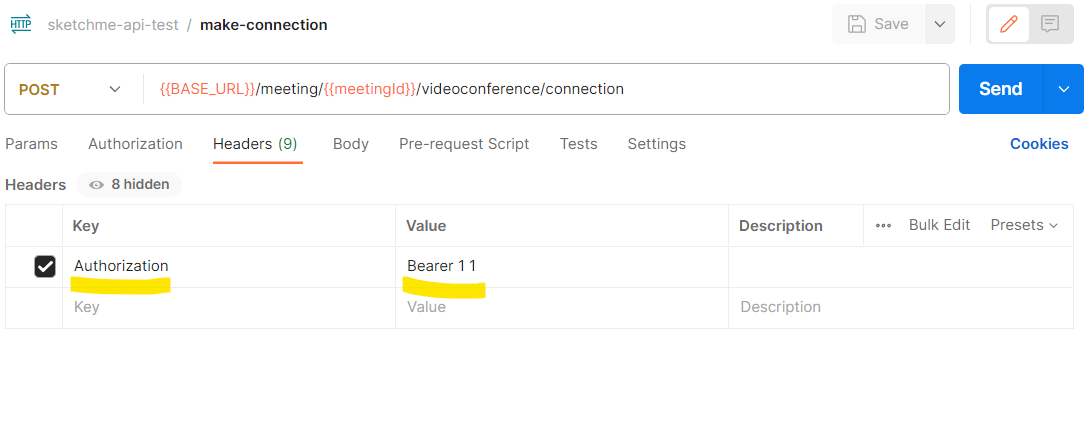 HTTP sketchme-api-test / make-connection Save
POST {{BASE_URL}}/meeting/{{meetingId}}/videoconference/connection Send
Params Authorization Headers (9) Body Pre-request Script Tests Settings Cookies
Headers 8 hidden
Key Value Description ••• Bulk Edit Presets
Authorization Bearer 1 1
Key Value Description